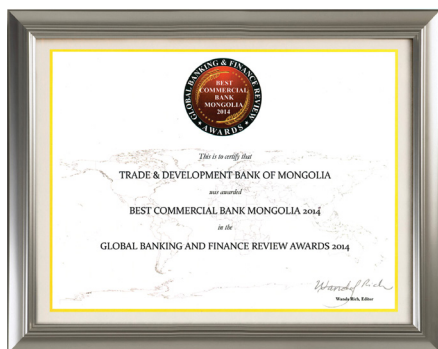 GLOBAL BANKING & FINANCE REVIEW
BEST
COMMERCIAL
BANK
MONGOLIA
2014
AWARDS
This is to certify that
TRADE & DEVELOPMENT BANK OF MONGOLIA
was awarded
BEST COMMERCIAL BANK MONGOLIA 2014
in the
GLOBAL BANKING AND FINANCE REVIEW AWARDS 2014
Wanda Rich
Wanda Rich, Editor